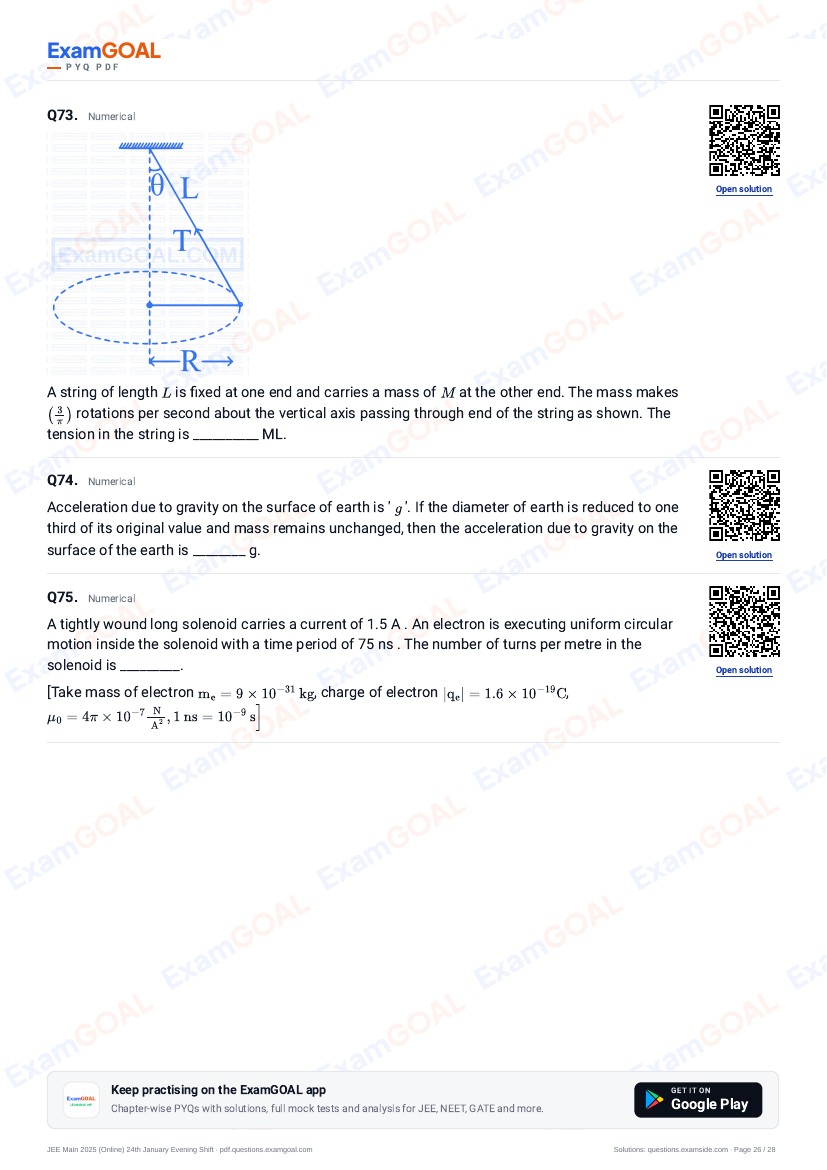 ExamGOAL
PYQ PDF
Q73. Numerical
θ L
T
ExamGOAL.COM
R
Open solution
A string of length L is fixed at one end and carries a mass of M at the other end. The mass makes
(3/π) rotations per second about the vertical axis passing through end of the string as shown. The
tension in the string is __________ ML.
Q74. Numerical
Open solution
Acceleration due to gravity on the surface of earth is ' g '. If the diameter of earth is reduced to one
third of its original value and mass remains unchanged, then the acceleration due to gravity on the
surface of the earth is ________ g.
Q75. Numerical
Open solution
A tightly wound long solenoid carries a current of 1.5 A . An electron is executing uniform circular
motion inside the solenoid with a time period of 75 ns . The number of turns per metre in the
solenoid is _________.
[Take mass of electron mₑ = 9 × 10⁻³¹ kg, charge of electron |qₑ| = 1.6 × 10⁻¹⁹C,
μ₀ = 4π × 10⁻⁷ N/A², 1 ns = 10⁻⁹ s]
Keep practising on the ExamGOAL app
Chapter-wise PYQs with solutions, full mock tests and analysis for JEE, NEET, GATE and more.
GET IT ON
Google Play
JEE Main 2025 (Online) 24th January Evening Shift · pdf.questions.examgoal.com
Solutions: questions.examside.com · Page 26 / 28